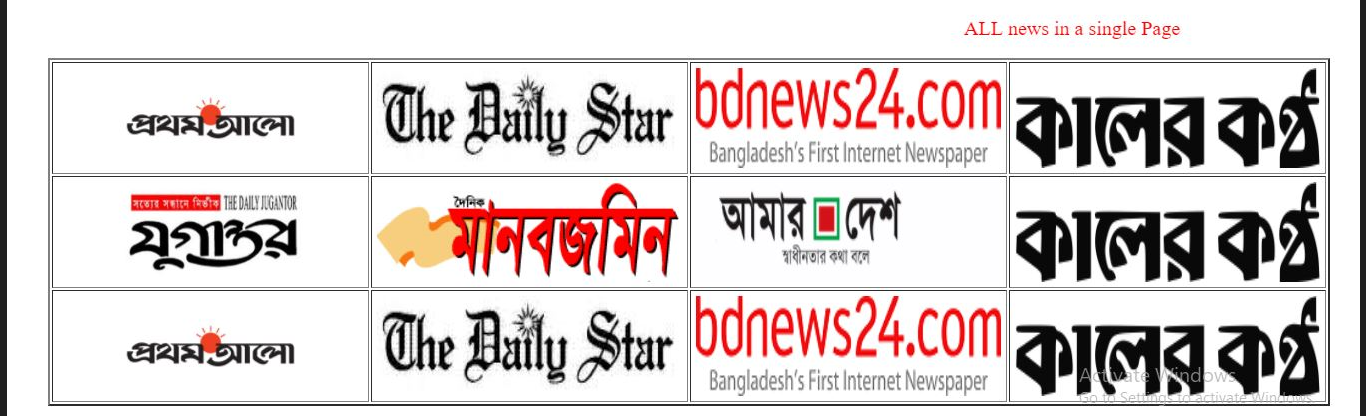 ALL news in a single Page
প্রথম আলো
The Daily Star
bdnews24.com
Bangladesh's First Internet Newspaper
কালের কণ্ঠ
সত্যের সন্ধানে নির্ভীক THE DAILY JUGANTOR
যুগান্তর
দৈনিক
মানবজমিন
আমার দেশ
স্বাধীনতার কথা বলে
কালের কণ্ঠ
প্রথম আলো
The Daily Star
bdnews24.com
Bangladesh's First Internet Newspaper
কালের কণ্ঠ
Activate Windows
Go to Settings to activate Windows.